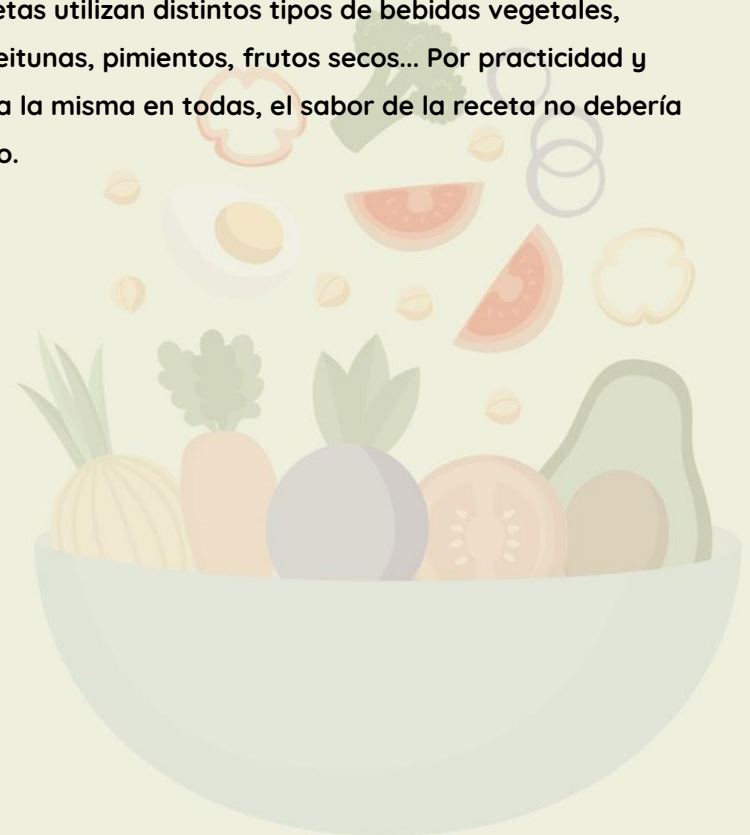 etas utilizan distintos tipos de bebidas vegetales,
eitunas, pimientos, frutos secos... Por practicidad y
a la misma en todas, el sabor de la receta no debería
o.